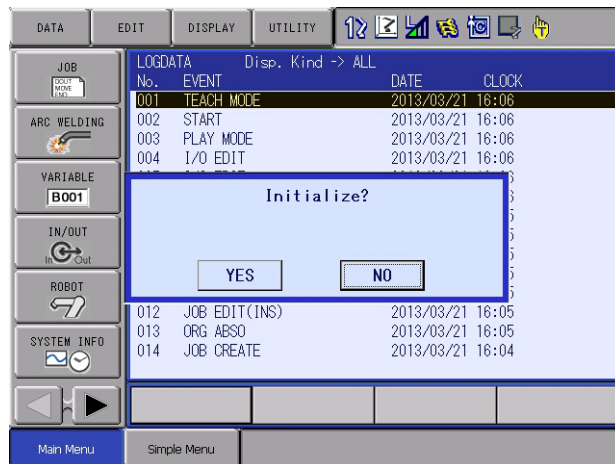 DATA EDIT DISPLAY UTILITY
JOB
DOUT
MOVE
END
ARC WELDING
VARIABLE
B001
IN/OUT
In Out
ROBOT
SYSTEM INFO
LOGDATA Disp. Kind -> ALL
No. EVENT DATE CLOCK
001 TEACH MODE 2013/03/21 16:06
002 START 2013/03/21 16:06
003 PLAY MODE 2013/03/21 16:06
004 I/O EDIT 2013/03/21 16:06
Initialize?
YES NO
012 JOB EDIT(INS) 2013/03/21 16:05
013 ORG ABSO 2013/03/21 16:05
014 JOB CREATE 2013/03/21 16:04
Main Menu Simple Menu